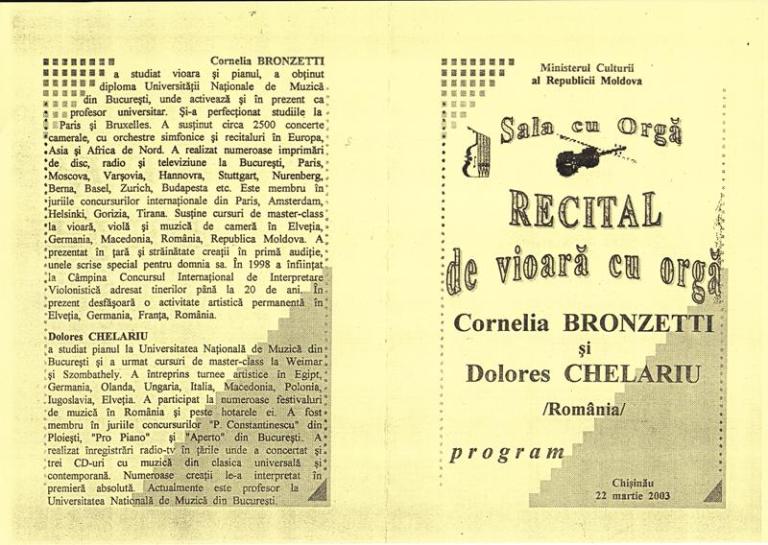 Cornelia BRONZETTI
a studiat vioara și pianul, a obținut
diploma Universității Naționale de Muzică
din București, unde activează și în prezent ca
profesor universitar. Și-a perfecționat studiile la
Paris și Bruxelles. A susținut circa 2500 concerte
camerale, cu orchestre simfonice și recitaluri în Europa,
Asia și Africa de Nord. A realizat numeroase imprimări
de disc, radio și televiziune la București, Paris,
Moscova, Varșovia, Hannovra, Stuttgart, Nurenberg,
Berna, Basel, Zurich, Budapesta etc. Este membru în
juriile concursurilor internaționale din Paris, Amsterdam,
Helsinki, Gorizia, Tirana. Susține cursuri de master-class
la vioară, violă și muzică de cameră în Elveția,
Germania, Macedonia, România, Republica Moldova. A
prezentat în țară și străinătate creații în primă audiție,
unele scrise special pentru domnia sa. În 1998 a înființat
la Câmpina Concursul Internațional de Interpretare
Violonistică adresat tinerilor până la 20 de ani. În
prezent desfășoară o activitate artistică permanentă în
Elveția, Germania, Franța, România.
Dolores CHELARIU
a studiat pianul la Universitatea Națională de Muzică din
București și a urmat cursuri de master-class la Weimar
și Szombathely. A întreprins turnee artistice în Egipt,
Germania, Olanda, Ungaria, Italia, Macedonia, Polonia,
Iugoslavia, Elveția. A participat la numeroase festivaluri
de muzică în România și peste hotarele ei. A fost
membru în juriile concursurilor "P. Constantinescu" din
Ploiești, "Pro Piano" și "Aperto" din București. A
realizat înregistrări radio-tv în țările unde a concertat și
trei CD-uri cu muzică din clasica universală și
contemporană. Numeroase creații le-a interpretat în
premieră absolută. Actualmente este profesor la
Universitatea Națională de Muzică din București.
Ministerul Culturii
al Republicii Moldova
Sala cu Orgă
RECITAL
de vioară cu orgă
Cornelia BRONZETTI
și
Dolores CHELARIU
/România/
program
Chișinău
22 martie 2003